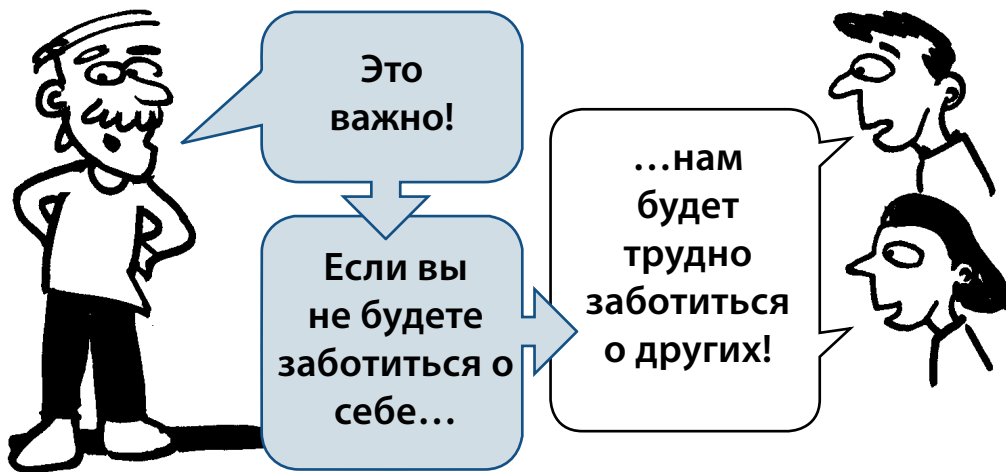 Это
важно!
Если вы
не будете
заботиться о
себе…
…нам
будет
трудно
заботиться
о других!